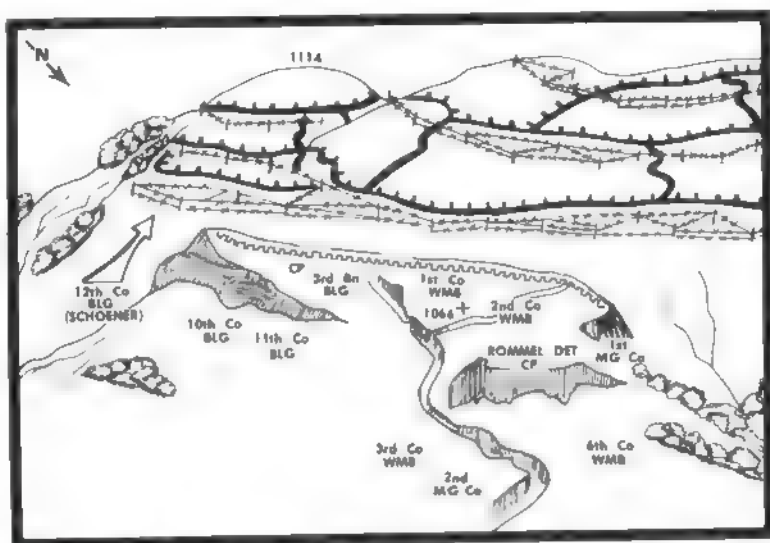 N
1114
12th Co
BLG
(SCHOENER)
CP
3rd Bn
BLG
1st Co
WMB
1066
2nd Co
WMB
10th Co
BLG
11th Co
BLG
1st
MG Co
ROMMEL DET
CP
3rd Co
WMB
2nd
MG Co
6th Co
WMB